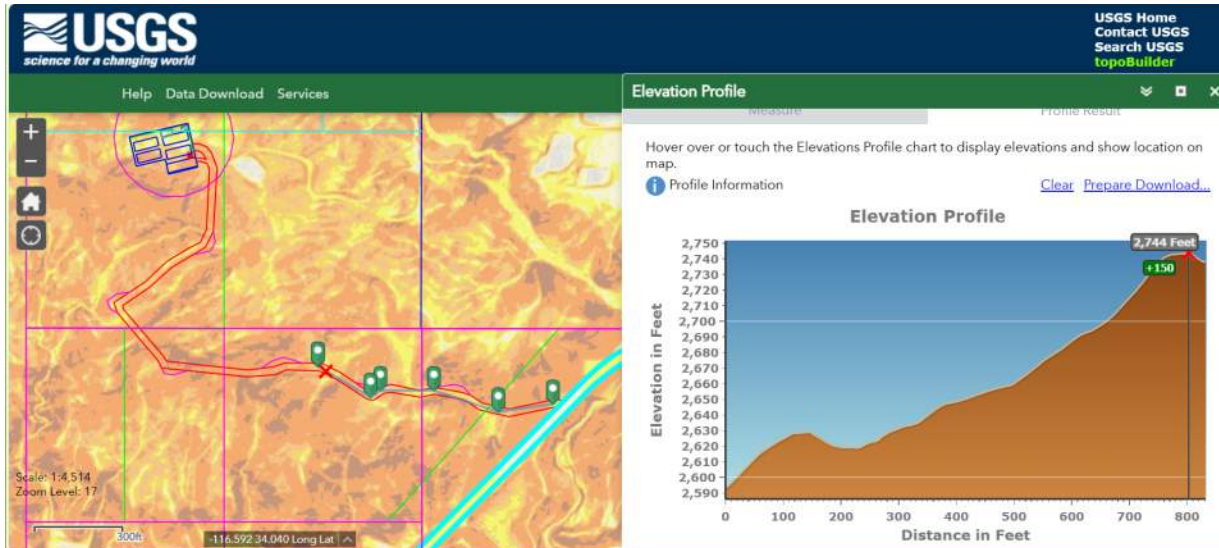 USGS
science for a changing world
USGS Home
Contact USGS
Search USGS
topoBuilder
Help Data Download Services
Elevation Profile
Measure Profile Result
Hover over or touch the Elevations Profile chart to display elevations and show location on
map.
Profile Information Clear Prepare Download...
Elevation Profile
2,744 Feet
+150
2,750
2,740
2,730
2,720
2,710
2,700
2,690
2,680
2,670
2,660
2,650
2,640
2,630
2,620
2,610
2,600
2,590
Elevation in Feet
0 100 200 300 400 500 600 700 800
Distance in Feet
+
−
Scale: 1:4,514
Zoom Level: 17
300ft
-116.592 34.040 Long Lat